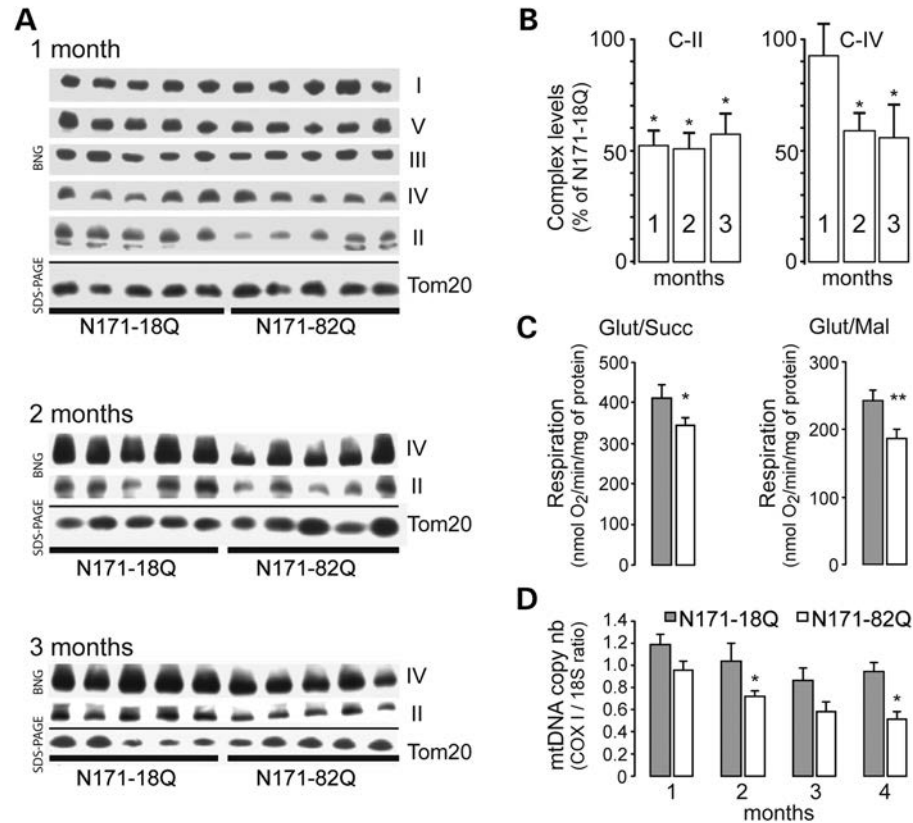 A
1 month
BNG
I
V
III
IV
II
SDS-PAGE
Tom20
N171-18Q N171-82Q
2 months
BNG
IV
II
SDS-PAGE
Tom20
N171-18Q N171-82Q
3 months
BNG
IV
II
SDS-PAGE
Tom20
N171-18Q N171-82Q
B
Complex levels
(% of N171-18Q)
C-II
100
50
0
* * *
1 2 3
months
C-IV
100
50
0
* *
1 2 3
months
C
Glut/Succ
Respiration
(nmol O2/min/mg of protein)
500
400
300
200
100
0
*
Glut/Mal
Respiration
(nmol O2/min/mg of protein)
300
200
100
0
**
D
N171-18Q N171-82Q
mtDNA copy nb
(COX I / 18S ratio)
1.4
1.2
1.0
0.8
0.6
0.4
0.2
0
* *
1 2 3 4
months